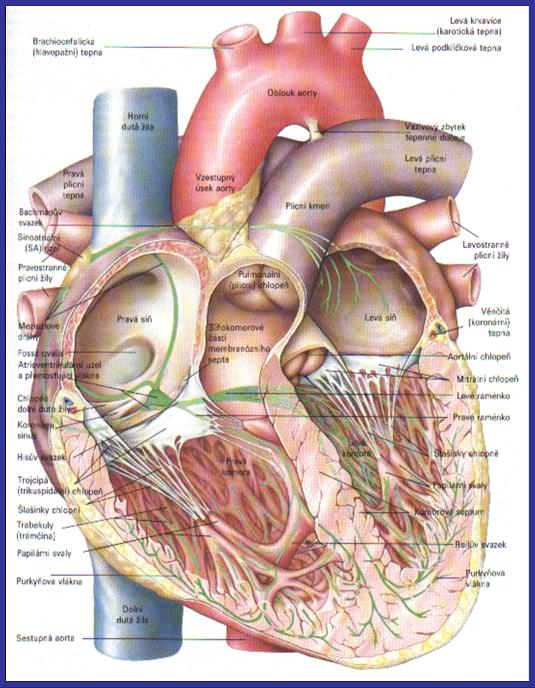 Levá krkavice
(karotická tepna)
Brachiocefalická
(hlavopažní) tepna
Levá podklíčková tepna
Oblouk aorty
Horní
dutá žíla
Vazivový zbytek
tepenné dučeje
Levá plicní
tepna
Pravá
plicní
tepna
Vzestupný
úsek aorty
Plicní kmen
Bachmanův
svazek
Sinoatriální
(SA) uzel
Levostranné
plicní žíly
Pravostranné
plicní žíly
Pulmonální
(plicní) chlopeň
Pravá síň
Levá síň
Věnčitá
(koronární)
tepna
Meziuzlové
dráhy
Síňokomorové
části
membranózního
septa
Fossa ovalis
Aortální chlopeň
Atrioventrikulární uzel
a přemosťující vlákna
Mitrální chlopeň
Levé raménko
Chlopně
dolní duté žíly
Pravé raménko
Koronární
sinus
Levá
komora
Šlašinky chlopně
Hisův svazek
Pravá
komora
Trojcípá
(trikuspidální) chlopeň
Papilární svaly
Šlašinky chlopní
Komorové septum
Trabekuly
(trámčina)
Papilární svaly
Reilův svazek
Purkyňova vlákna
Purkyňova
vlákna
Dolní
dutá žíla
Sestupná aorta